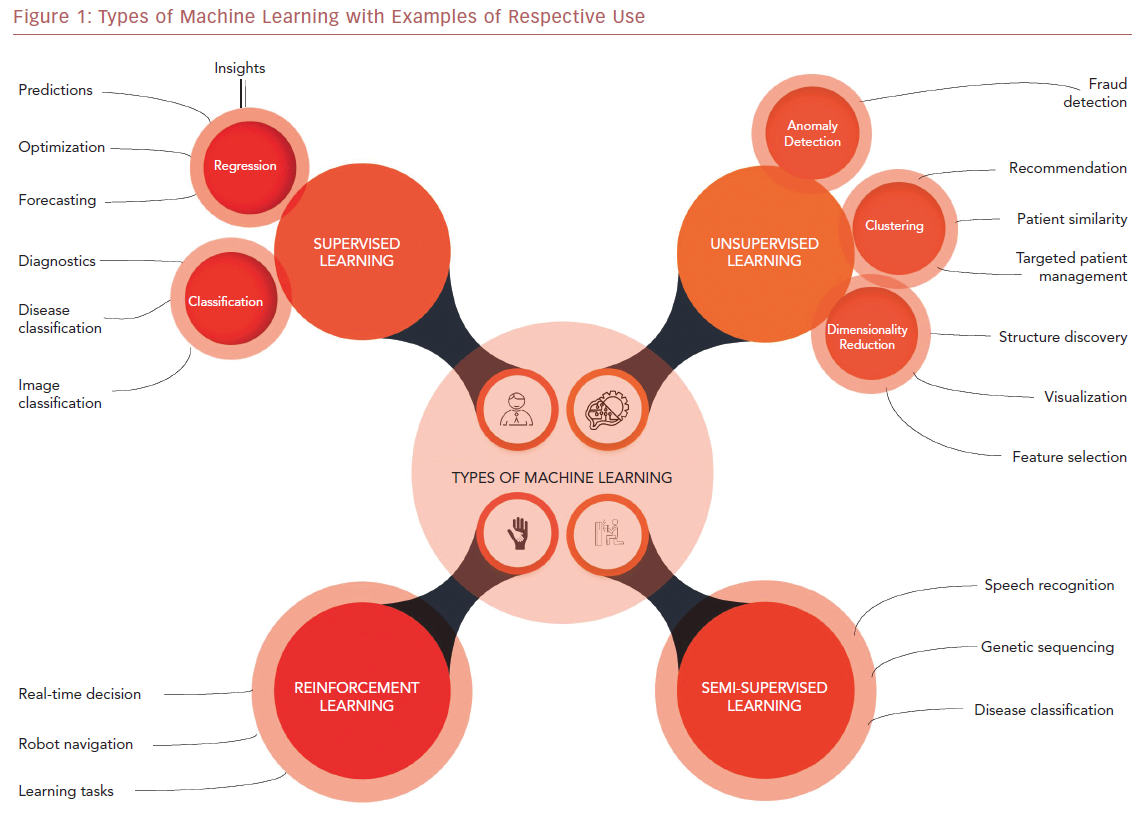 Figure 1: Types of Machine Learning with Examples of Respective Use
Insights
Predictions
Optimization
Forecasting
Regression
Diagnostics
Disease
classification
Image
classification
Classification
SUPERVISED
LEARNING
UNSUPERVISED
LEARNING
Anomaly
Detection
Fraud
detection
Clustering
Recommendation
Patient similarity
Targeted patient
management
Dimensionality
Reduction
Structure discovery
Visualization
Feature selection
TYPES OF MACHINE LEARNING
REINFORCEMENT
LEARNING
Real-time decision
Robot navigation
Learning tasks
SEMI-SUPERVISED
LEARNING
Speech recognition
Genetic sequencing
Disease classification